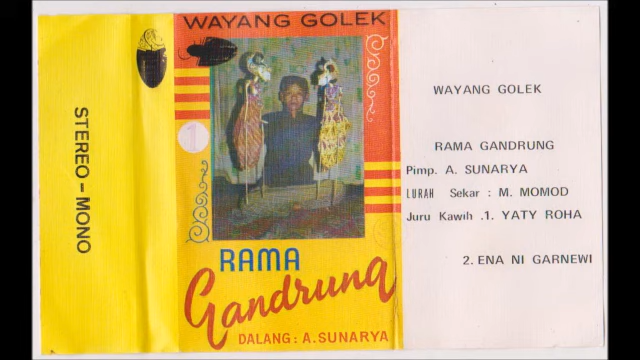 STEREO - MONO
WAYANG GOLEK
1
RAMA
Gandrung
DALANG: A. SUNARYA
WAYANG GOLEK
RAMA GANDRUNG
Pimp. A. SUNARYA
LURAH Sekar : M. MOMOD
Juru Kawih .1. YATY ROHA
2. ENA NI GARNEWI